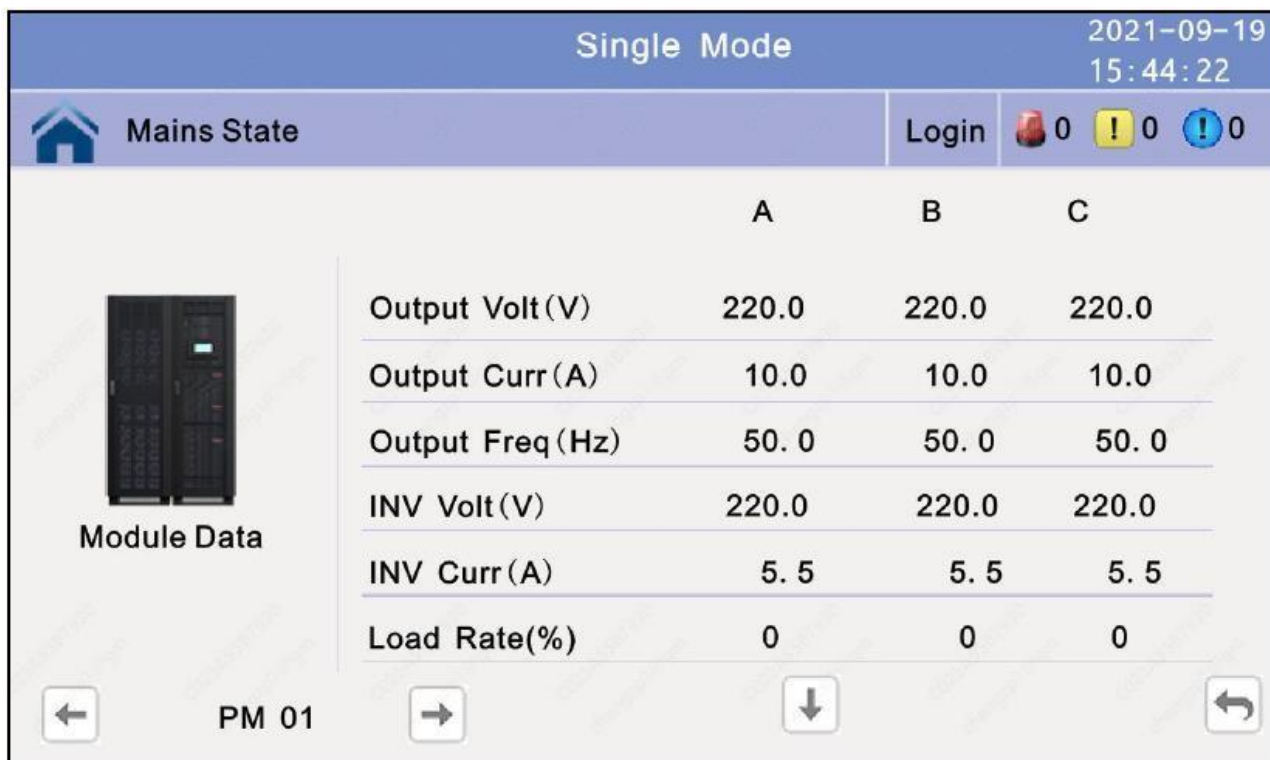 Single Mode
2021-09-19
15:44:22
Mains State
Login
0
! 0
! 0
A B C
Output Volt(V) 220.0 220.0 220.0
Output Curr(A) 10.0 10.0 10.0
Output Freq(Hz) 50. 0 50. 0 50. 0
INV Volt(V) 220.0 220.0 220.0
INV Curr(A) 5. 5 5. 5 5. 5
Load Rate(%) 0 0 0
Module Data
PM 01